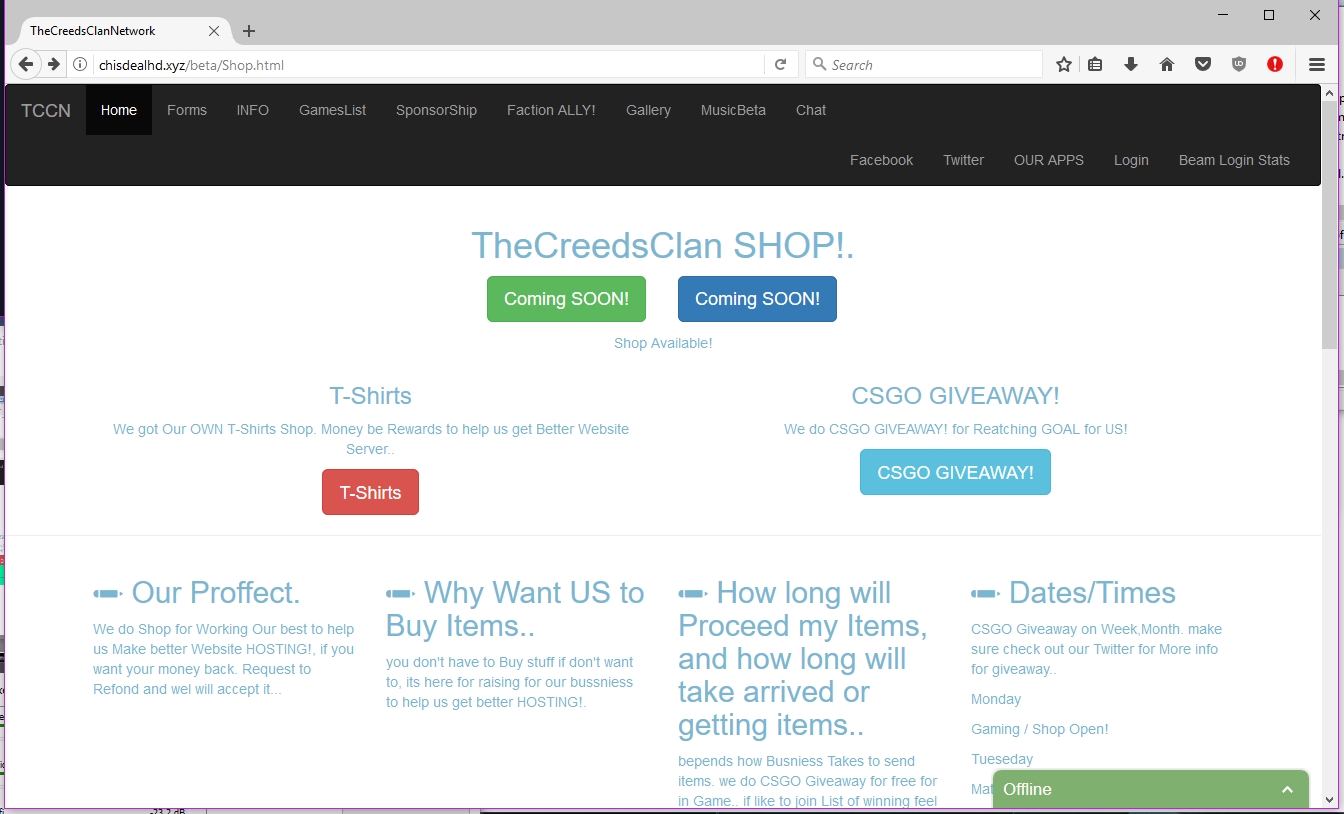 TheCreedsClanNetwork
chisdealhd.xyz/beta/Shop.html
Search
TCCN Home Forms INFO GamesList SponsorShip Faction ALLY! Gallery MusicBeta Chat
Facebook Twitter OUR APPS Login Beam Login Stats
TheCreedsClan SHOP!.
Coming SOON! Coming SOON!
Shop Available!
T-Shirts
We got Our OWN T-Shirts Shop. Money be Rewards to help us get Better Website
Server..
T-Shirts
CSGO GIVEAWAY!
We do CSGO GIVEAWAY! for Reatching GOAL for US!
CSGO GIVEAWAY!
Our Proffect.
We do Shop for Working Our best to help
us Make better Website HOSTING!, if you
want your money back. Request to
Refond and wel will accept it...
Why Want US to
Buy Items..
you don't have to Buy stuff if don't want
to, its here for raising for our bussniess
to help us get better HOSTING!.
How long will
Proceed my Items,
and how long will
take arrived or
getting items..
bepends how Busniess Takes to send
items. we do CSGO Giveaway for free for
in Game.. if like to join List of winning feel
Dates/Times
CSGO Giveaway on Week,Month. make
sure check out our Twitter for More info
for giveaway..
Monday
Gaming / Shop Open!
Tueseday
Offline
-23.2 dB